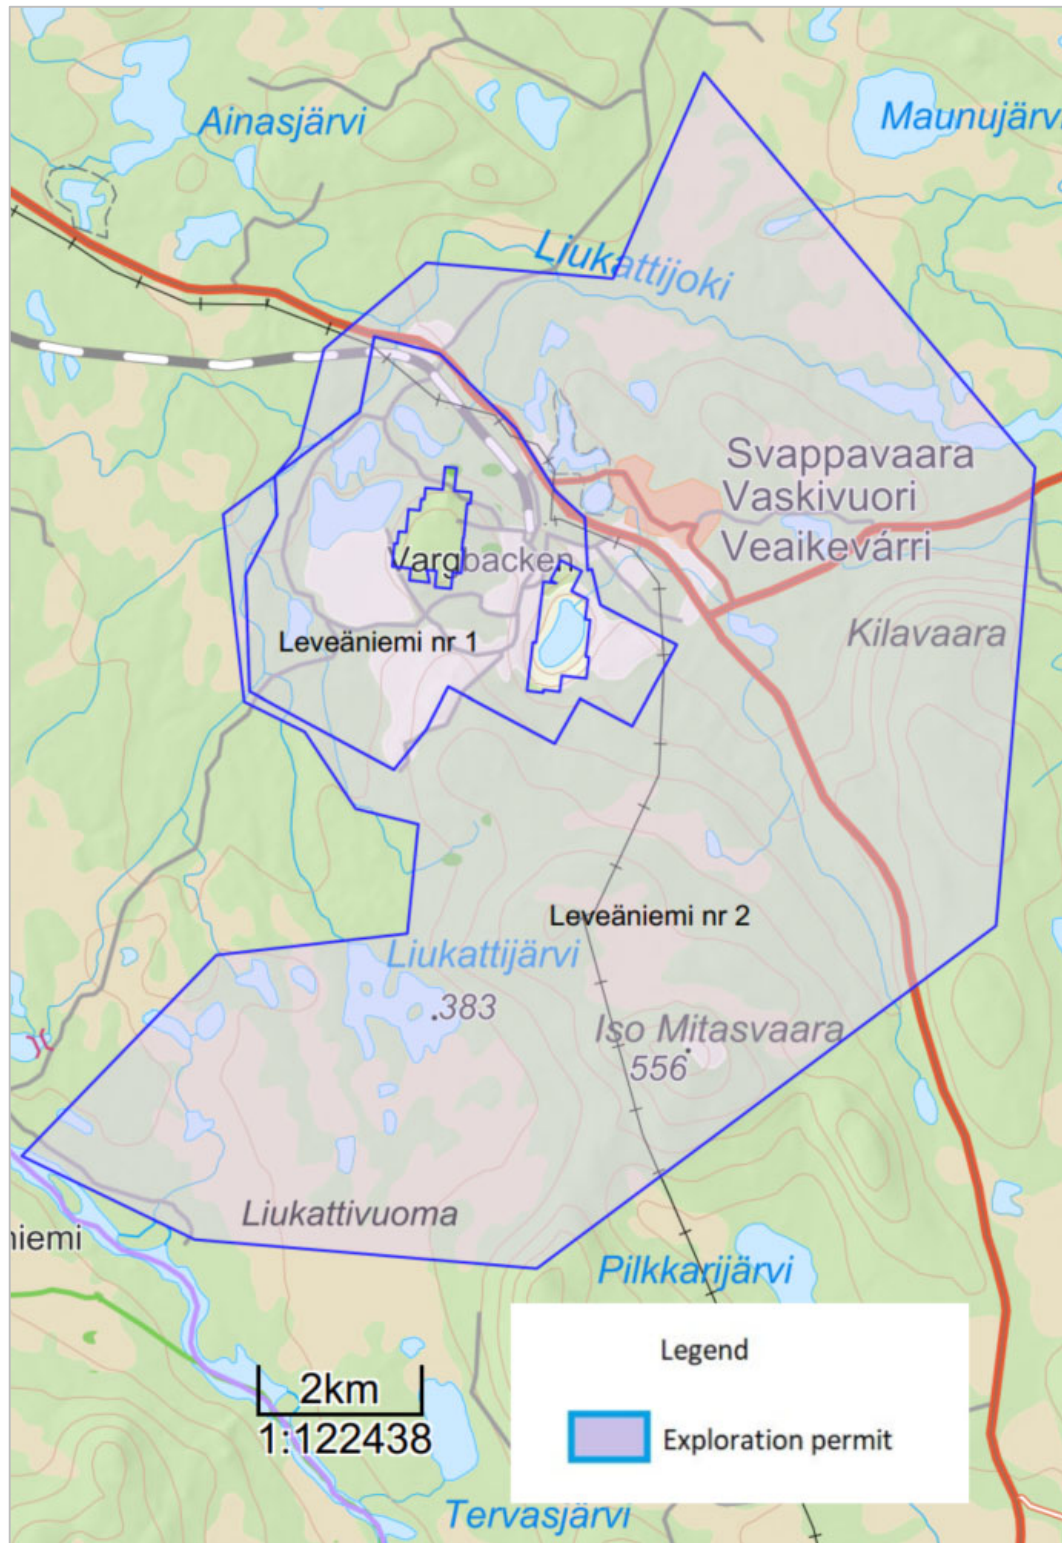 Ainasjärvi
Maunujärvi
Liukattijoki
Svappavaara
Vaskivuori
Veaikevárri
Vargbacken
Kilavaara
Leveäniemi nr 1
Leveäniemi nr 2
Liukattijärvi
.383
Iso Mitasvaara
556
Liukattivuoma
niemi
Pilkkarijärvi
Legend
2km
1:122438
Exploration permit
Tervasjärvi